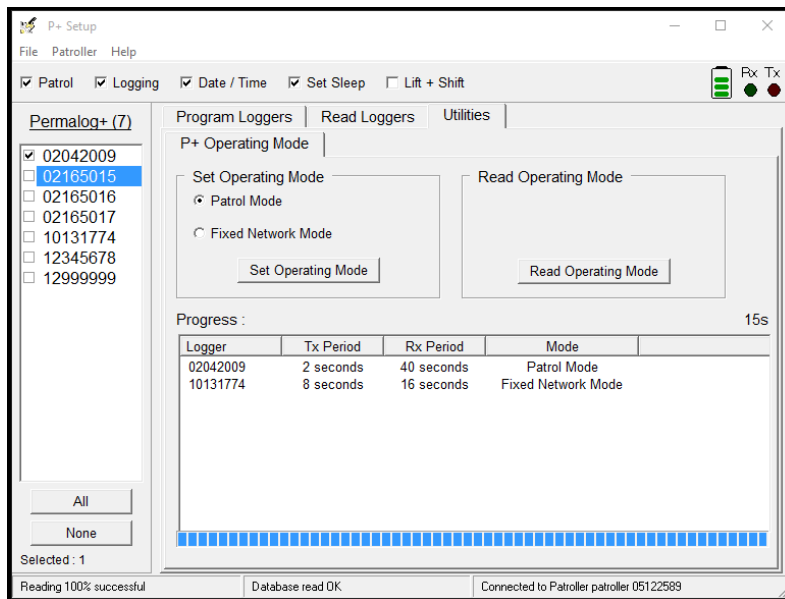 P+ Setup
File Patroller Help
Patrol Logging Date / Time Set Sleep Lift + Shift
Rx Tx
Permalog+ (7)
02042009
02165015
02165016
02165017
10131774
12345678
12999999
All
None
Selected : 1
Program Loggers Read Loggers Utilities
P+ Operating Mode
Set Operating Mode
Patrol Mode
Fixed Network Mode
Set Operating Mode
Read Operating Mode
Read Operating Mode
Progress : 15s
Logger Tx Period Rx Period Mode
02042009 2 seconds 40 seconds Patrol Mode
10131774 8 seconds 16 seconds Fixed Network Mode
Reading 100% successful Database read OK Connected to Patroller patroller 05122589